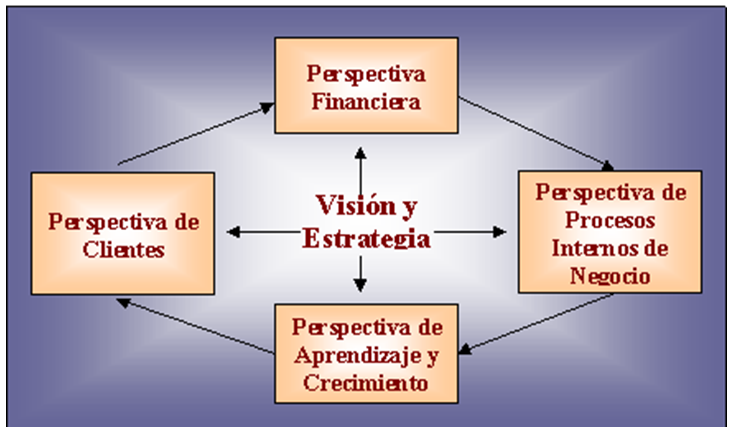 Perspectiva
Financiera
Perspectiva de
Clientes
Visión y
Estrategia
Perspectiva de
Procesos
Internos de
Negocio
Perspectiva de
Aprendizaje y
Crecimiento